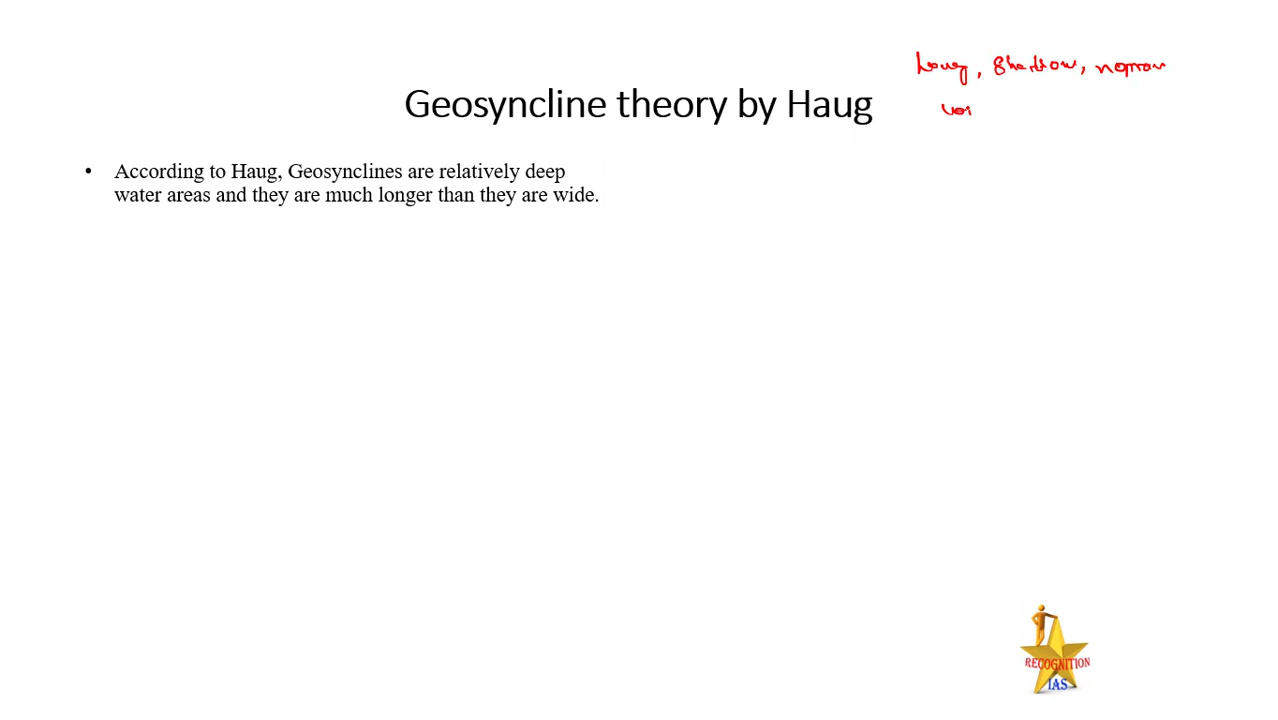 Long, Shallow, narrow
Geosyncline theory by Haug
• According to Haug, Geosynclines are relatively deep
water areas and they are much longer than they are wide.
RECOGNITION
IAS